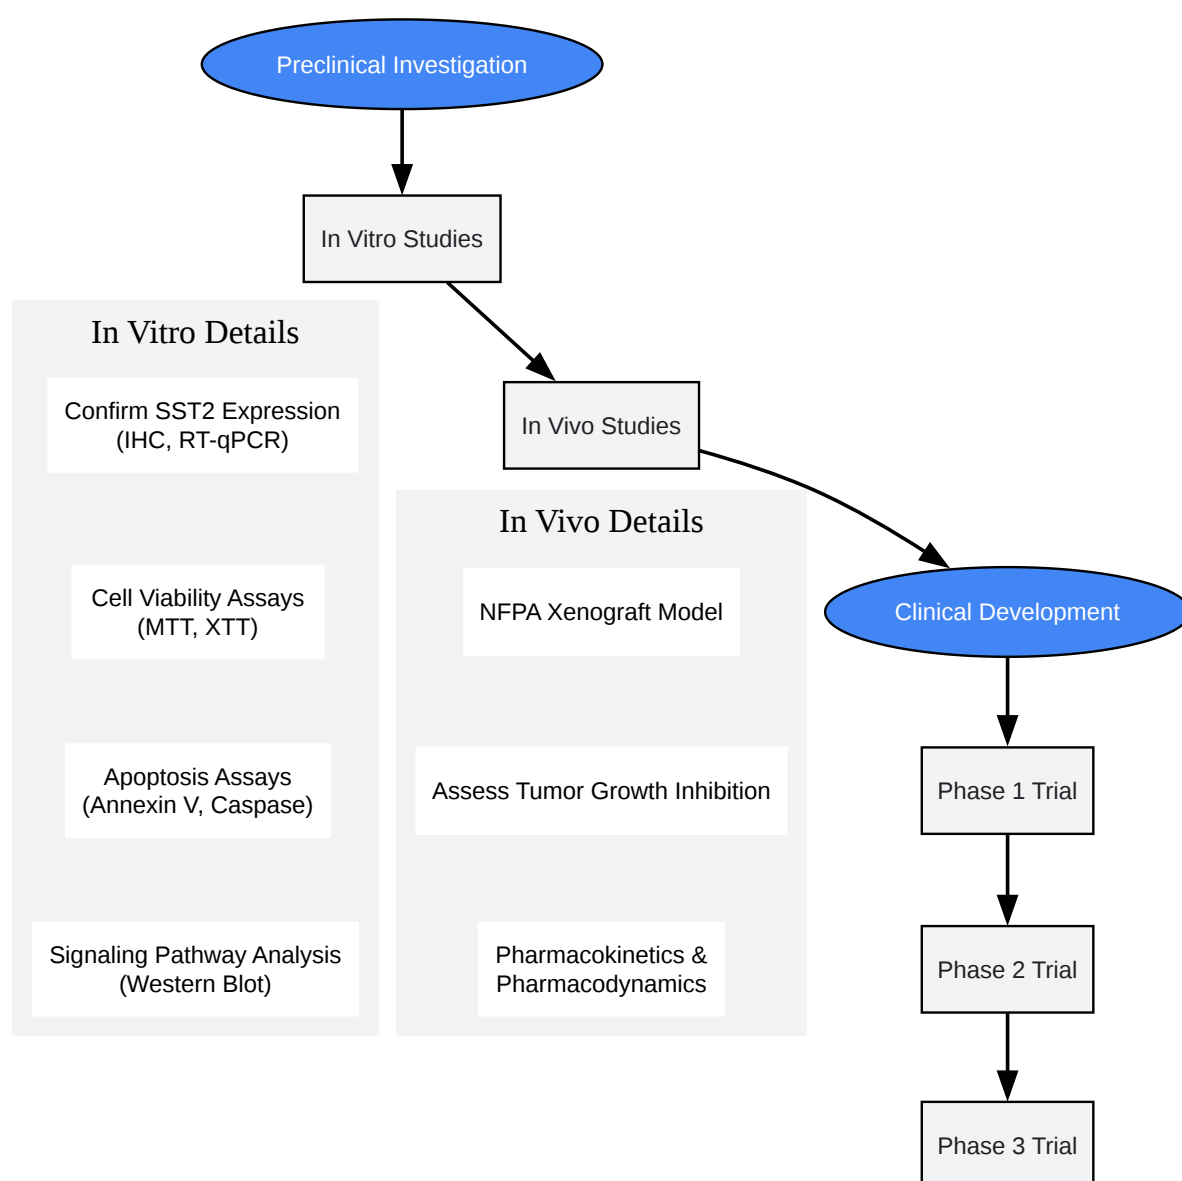 Preclinical Investigation
In Vitro Studies
In Vitro Details
Confirm SST2 Expression
(IHC, RT-qPCR)
Cell Viability Assays
(MTT, XTT)
Apoptosis Assays
(Annexin V, Caspase)
Signaling Pathway Analysis
(Western Blot)
In Vivo Studies
In Vivo Details
NFPA Xenograft Model
Assess Tumor Growth Inhibition
Pharmacokinetics &
Pharmacodynamics
Clinical Development
Phase 1 Trial
Phase 2 Trial
Phase 3 Trial